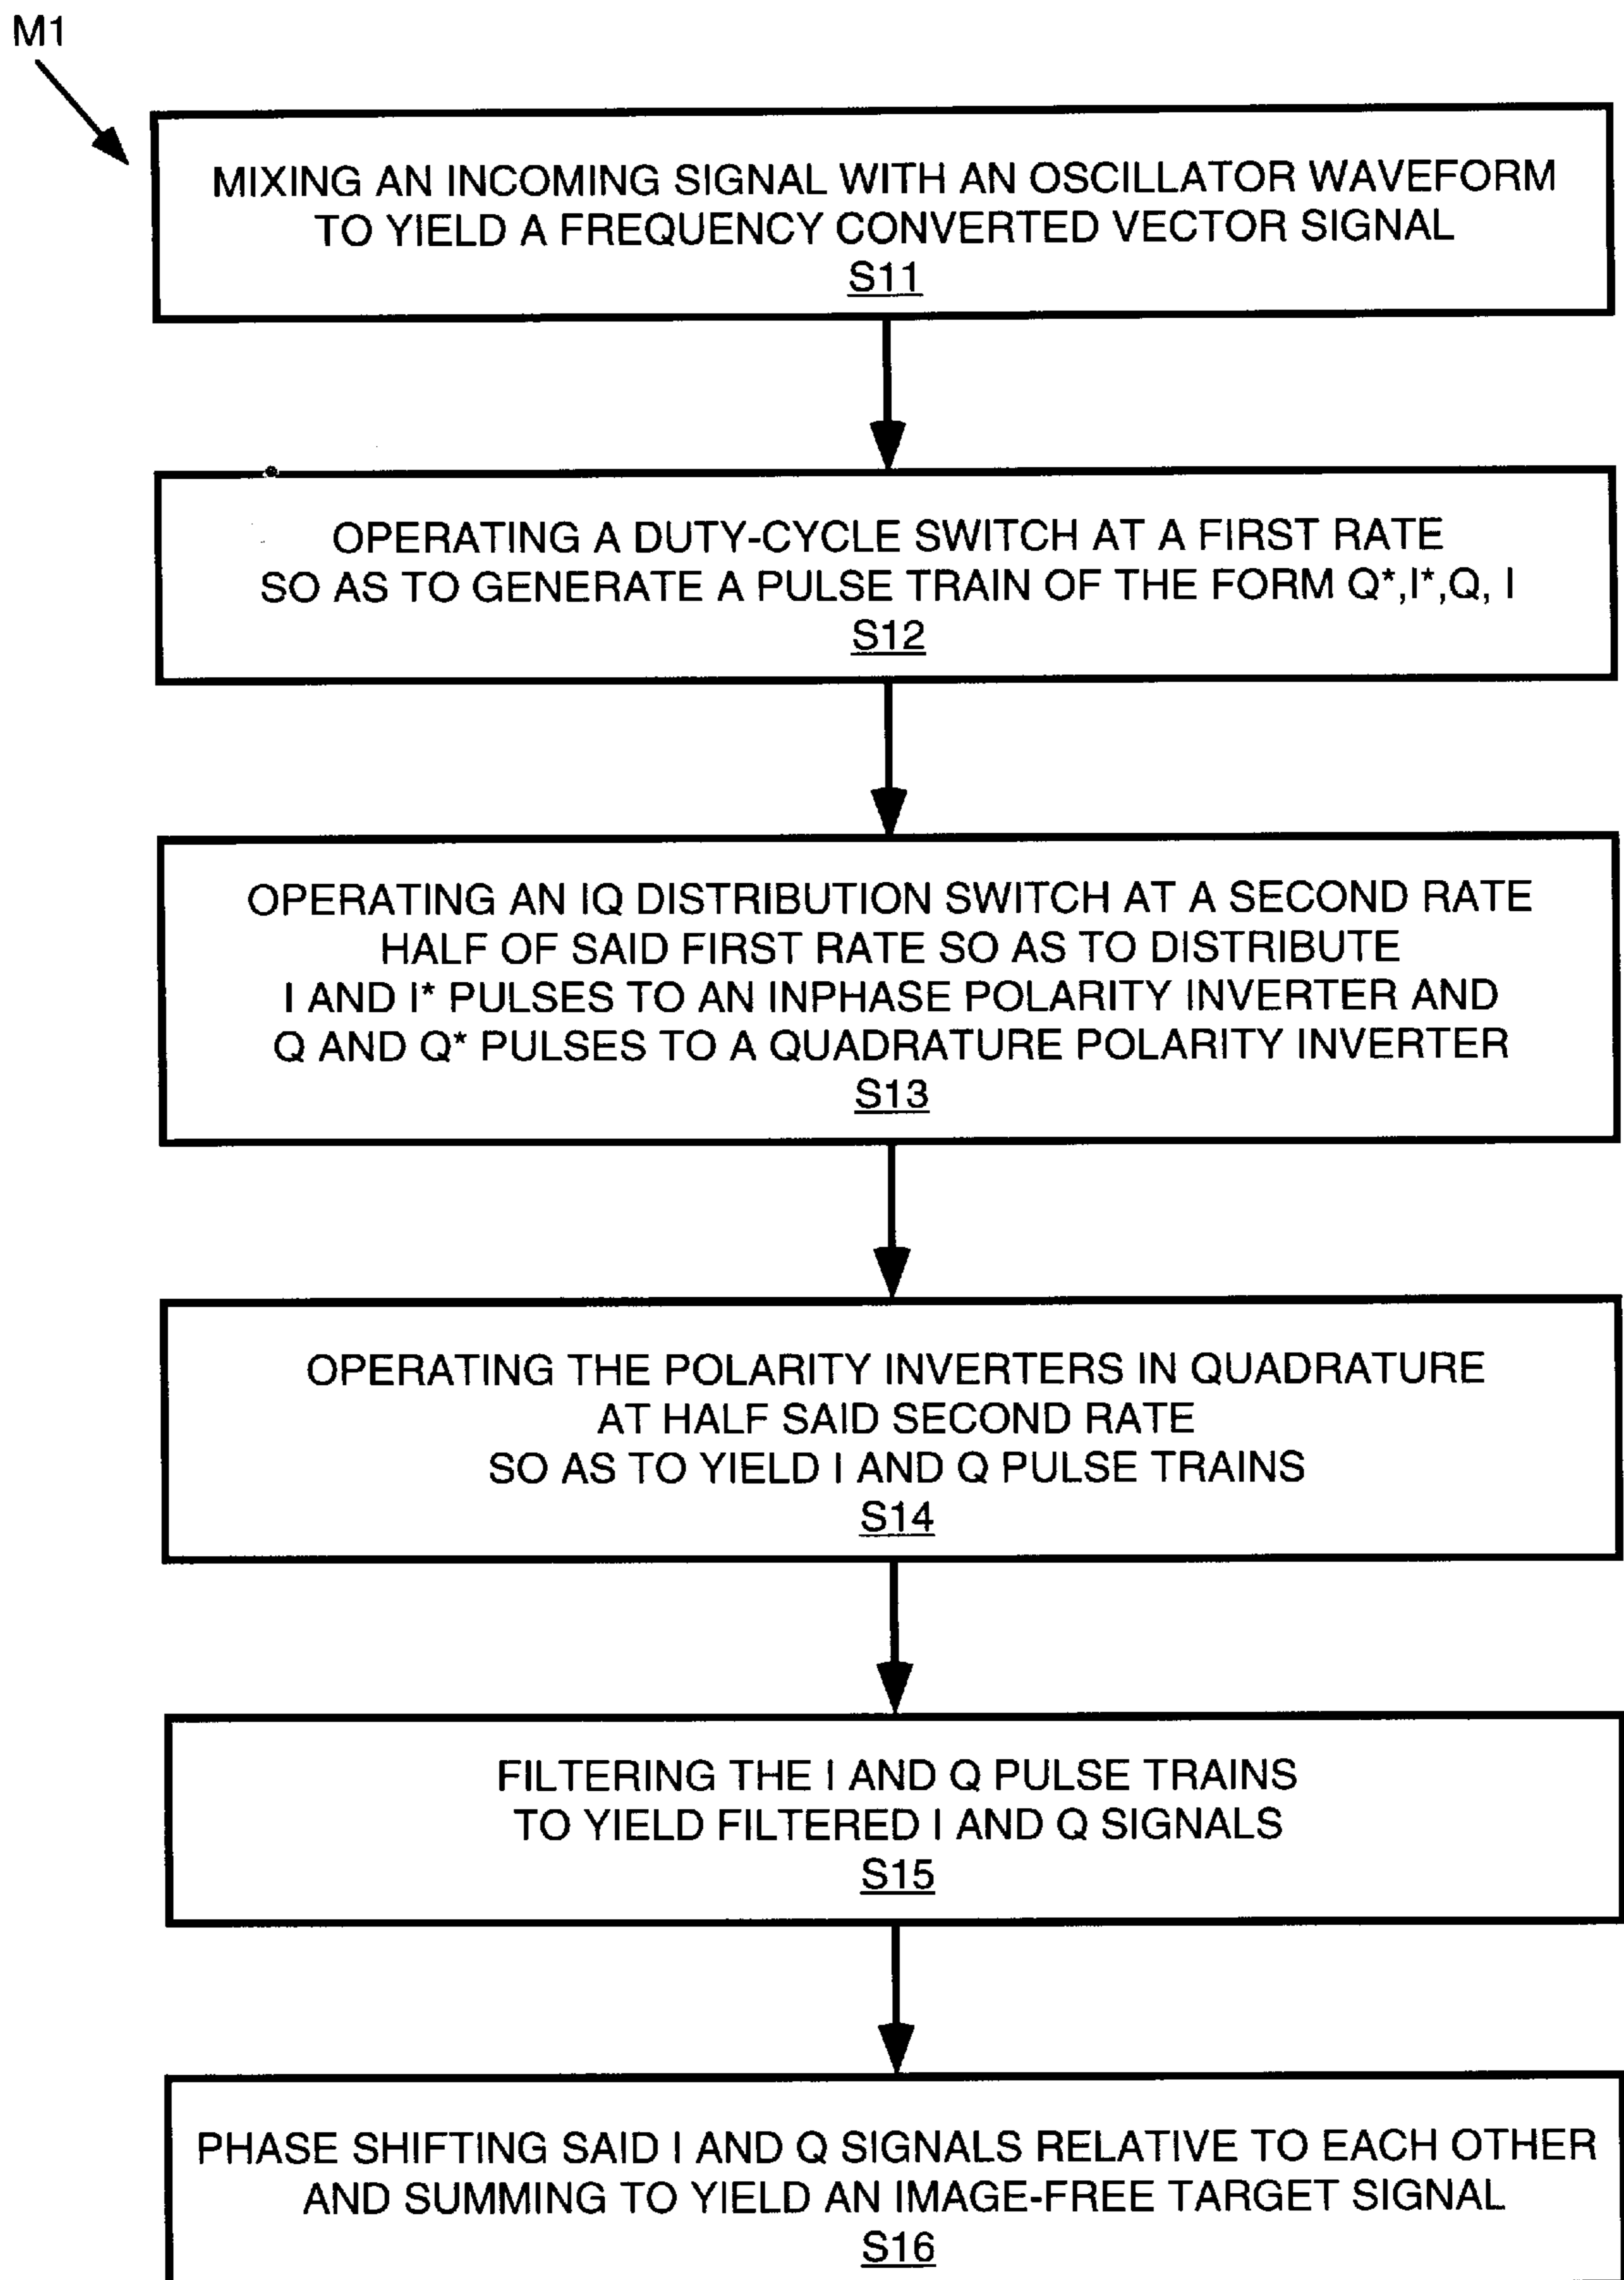 M1
MIXING AN INCOMING SIGNAL WITH AN OSCILLATOR WAVEFORM
TO YIELD A FREQUENCY CONVERTED VECTOR SIGNAL
S11
OPERATING A DUTY-CYCLE SWITCH AT A FIRST RATE
SO AS TO GENERATE A PULSE TRAIN OF THE FORM Q*,I*,Q, I
S12
OPERATING AN IQ DISTRIBUTION SWITCH AT A SECOND RATE
HALF OF SAID FIRST RATE SO AS TO DISTRIBUTE
I AND I* PULSES TO AN INPHASE POLARITY INVERTER AND
Q AND Q* PULSES TO A QUADRATURE POLARITY INVERTER
S13
OPERATING THE POLARITY INVERTERS IN QUADRATURE
AT HALF SAID SECOND RATE
SO AS TO YIELD I AND Q PULSE TRAINS
S14
FILTERING THE I AND Q PULSE TRAINS
TO YIELD FILTERED I AND Q SIGNALS
S15
PHASE SHIFTING SAID I AND Q SIGNALS RELATIVE TO EACH OTHER
AND SUMMING TO YIELD AN IMAGE-FREE TARGET SIGNAL
S16